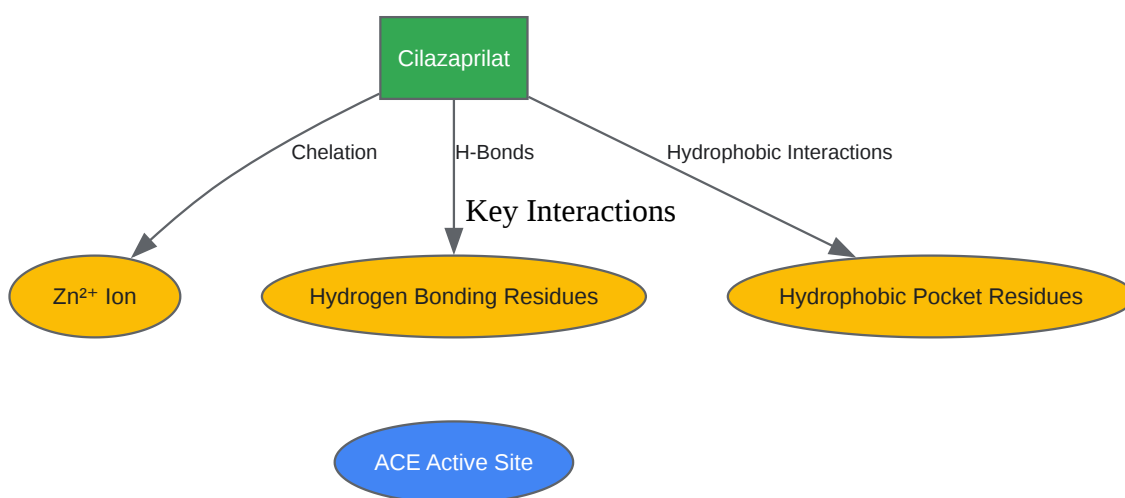 Cilazaprilat
Chelation
H-Bonds
Hydrophobic Interactions
Key Interactions
Zn²⁺ Ion
Hydrogen Bonding Residues
Hydrophobic Pocket Residues
ACE Active Site